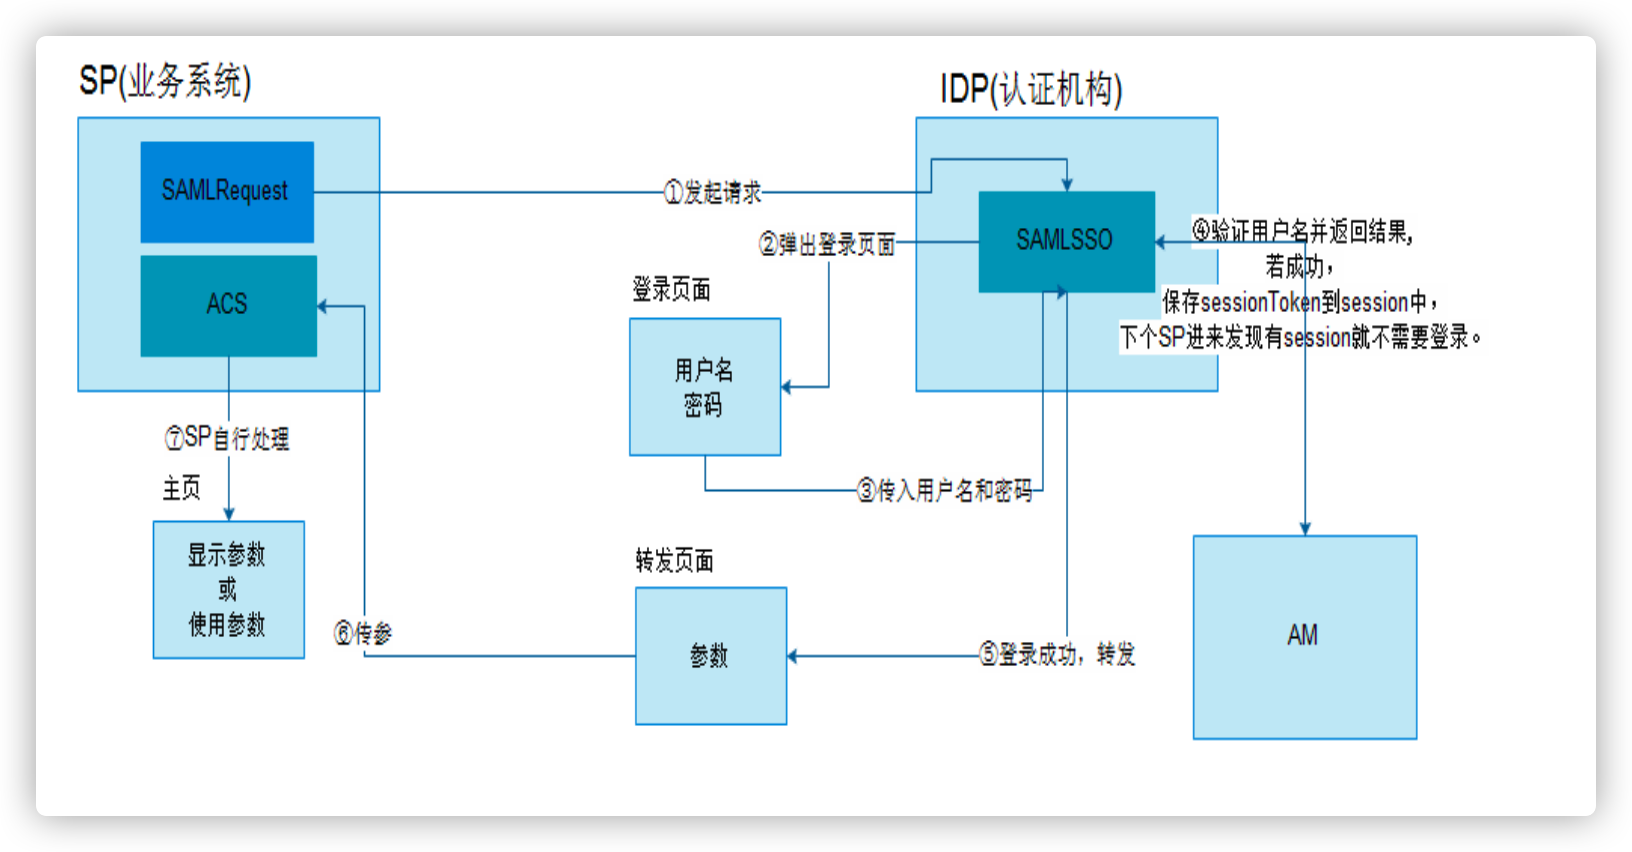 SP(业务系统)
IDP(认证机构)
SAMLRequest
①发起请求
SAMLSSO
②弹出登录页面
④验证用户名并返回结果,
若成功，
保存sessionToken到session中，
下个SP进来发现有session就不需要登录。
ACS
登录页面
用户名
密码
⑦SP自行处理
主页
③传入用户名和密码
显示参数
或
使用参数
转发页面
⑥传参
参数
⑤登录成功，转发
AM